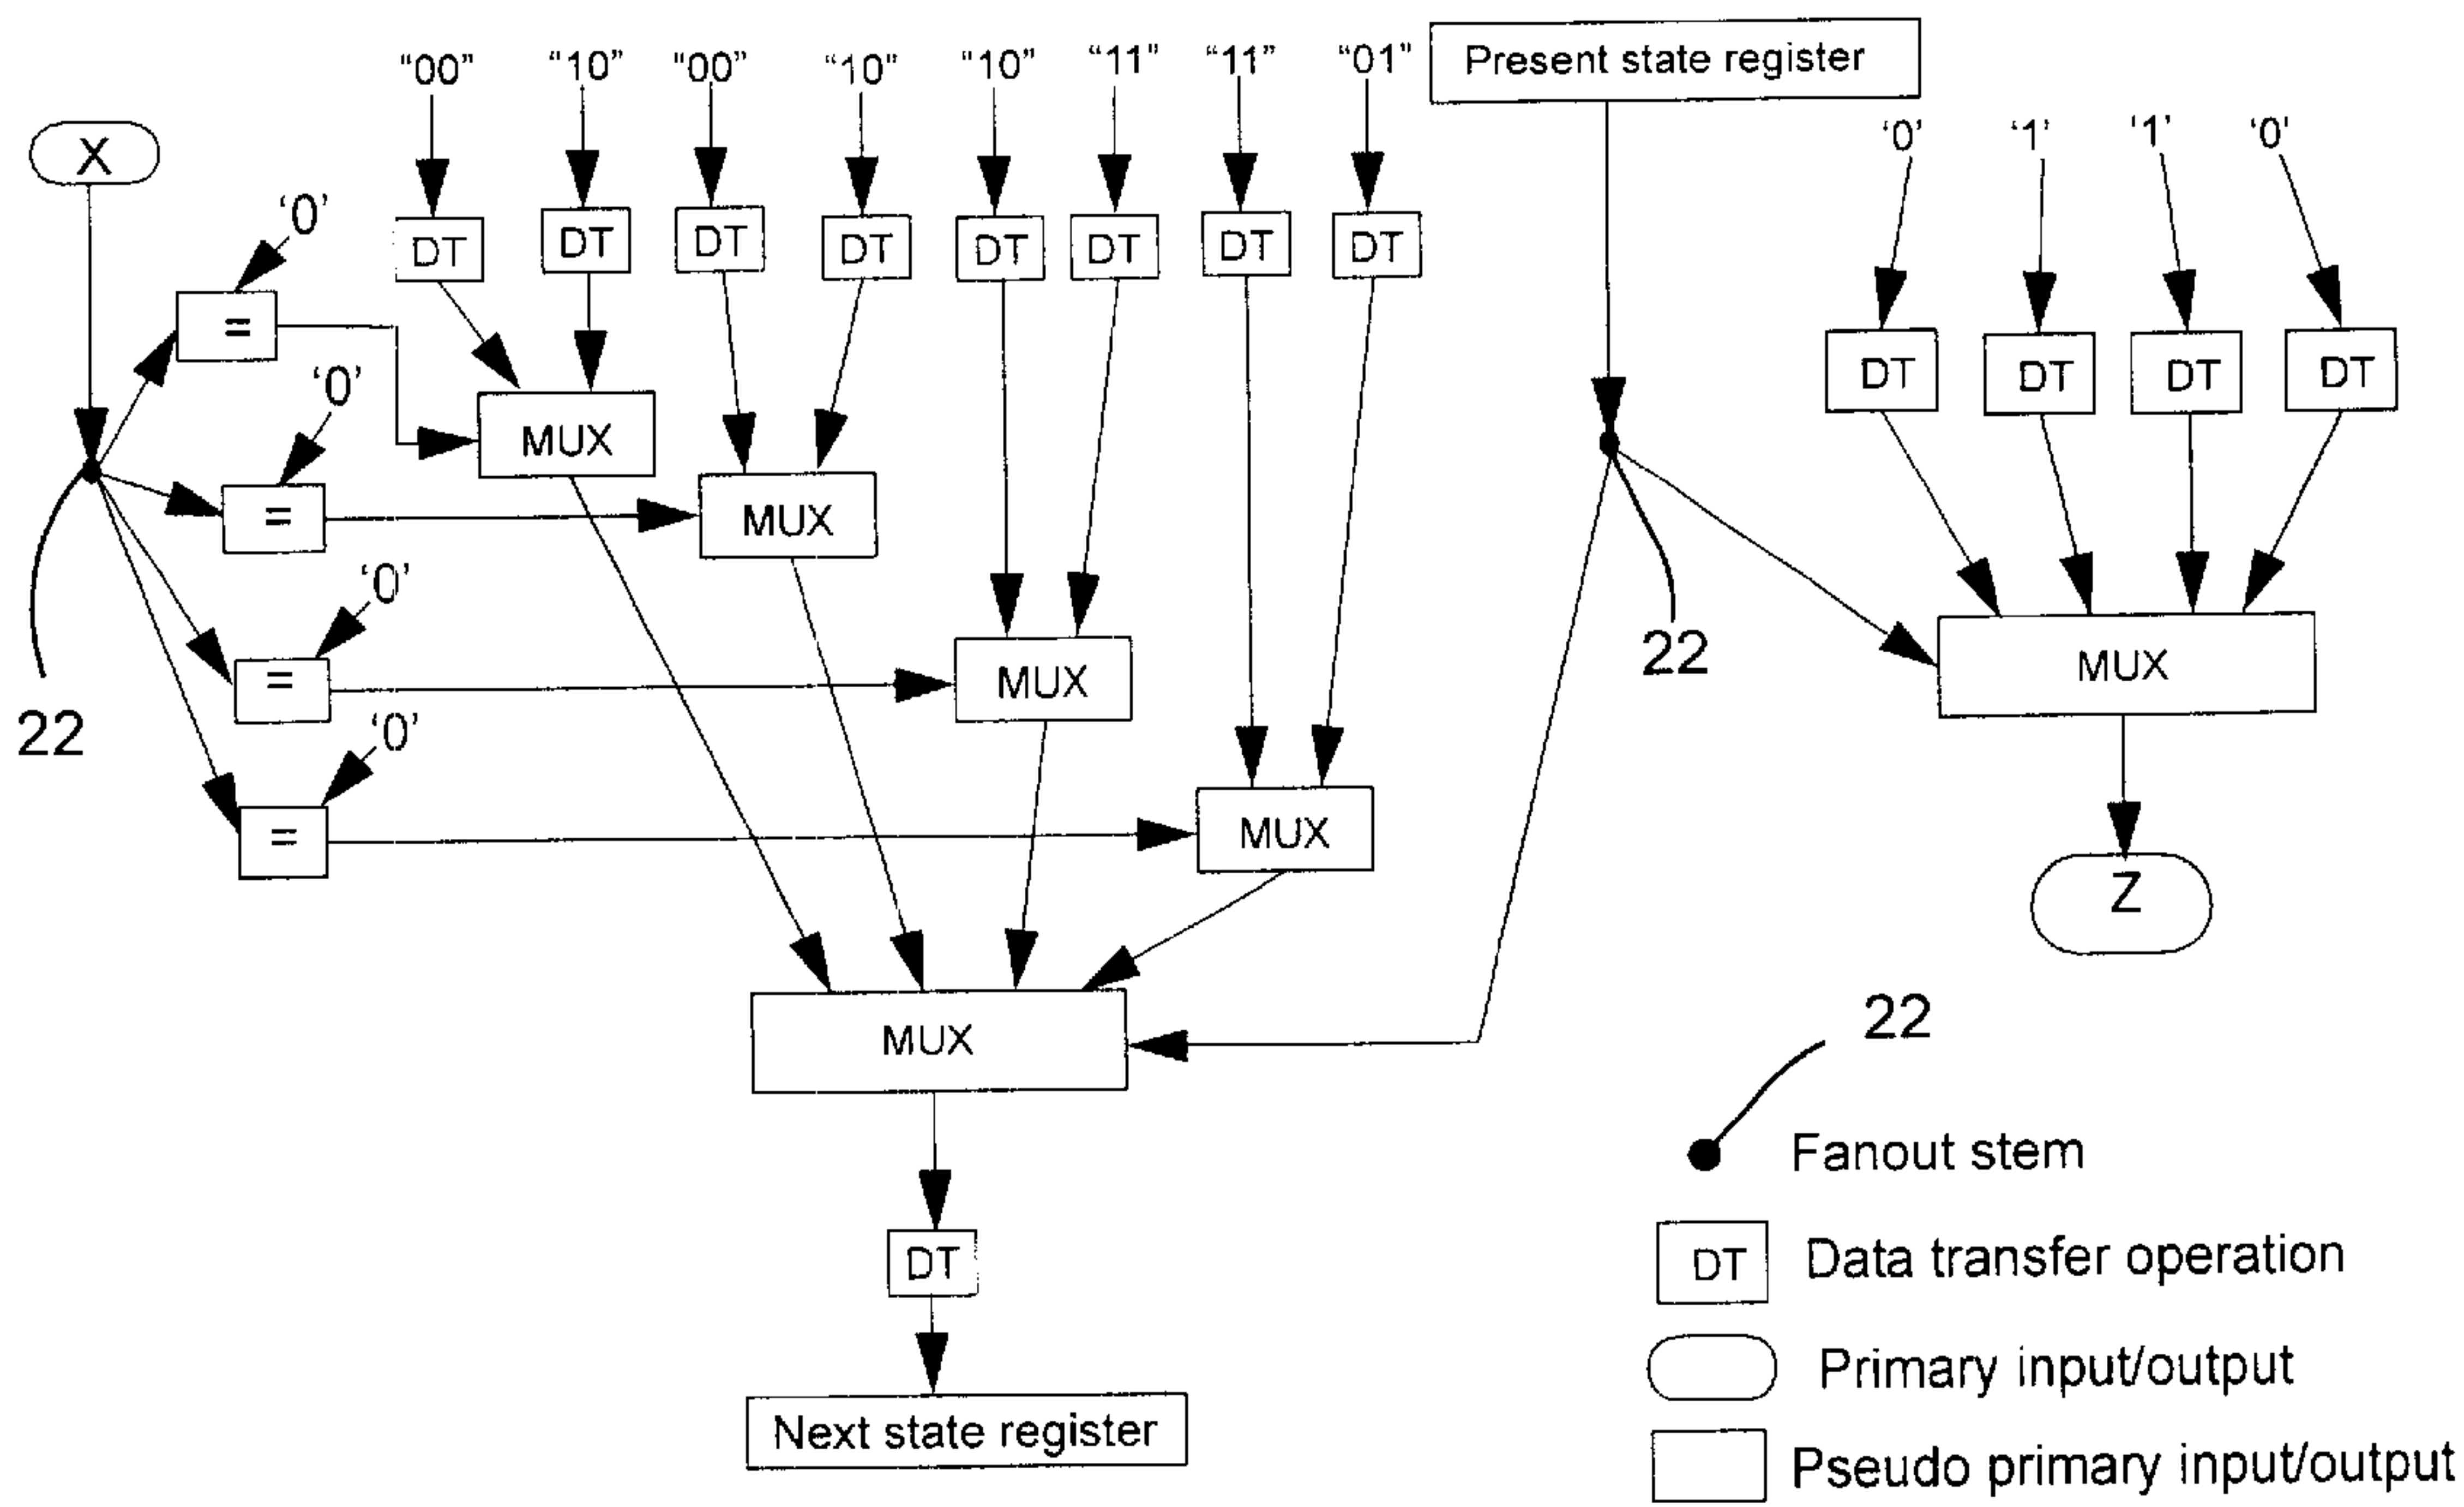 “00” “10” “00” “10” “10” “11” “11” “01”
Present state register
‘0’ ‘1’ ‘1’ ‘0’
X
‘0’
DT DT DT DT DT DT DT DT
=
DT DT DT DT
‘0’
MUX
=
MUX
‘0’
22
MUX
=
MUX
22
‘0’
=
MUX
Z
22
MUX
Fanout stem
DT
DT Data transfer operation
Primary input/output
Next state register
Pseudo primary input/output